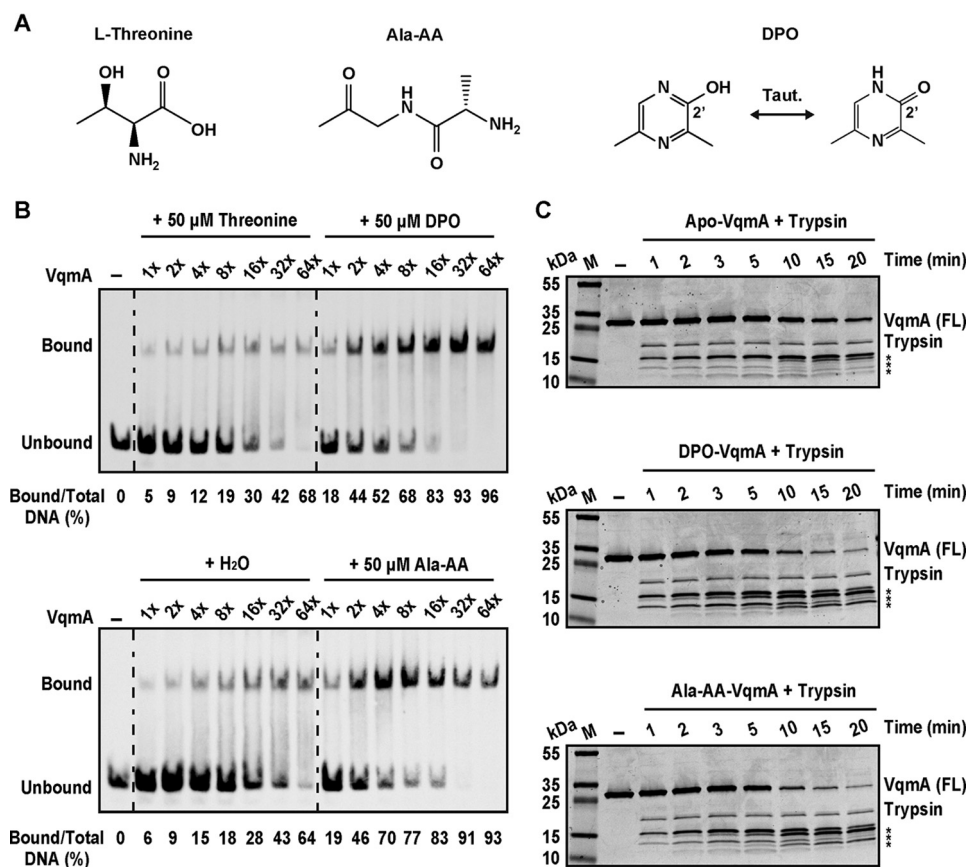 A
L-Threonine
Ala-AA
DPO
OH
O
OH
NH2
O
H
N
O
NH2
N
OH
2'
N
Taut.
H
N
O
2'
N
B
+ 50 µM Threonine
+ 50 µM DPO
VqmA
– 1x 2x 4x 8x 16x 32x 64x 1x 2x 4x 8x 16x 32x 64x
Bound
Unbound
Bound/Total
DNA (%)
0 5 9 12 19 30 42 68 18 44 52 68 83 93 96
+ H2O
+ 50 µM Ala-AA
VqmA
– 1x 2x 4x 8x 16x 32x 64x 1x 2x 4x 8x 16x 32x 64x
Bound
Unbound
Bound/Total
DNA (%)
0 6 9 15 18 28 43 64 19 46 70 77 83 91 93
C
Apo-VqmA + Trypsin
kDa M – 1 2 3 5 10 15 20 Time (min)
55
35
25
15
10
VqmA (FL)
Trypsin
*
*
*
DPO-VqmA + Trypsin
kDa M – 1 2 3 5 10 15 20 Time (min)
55
35
25
15
10
VqmA (FL)
Trypsin
*
*
*
Ala-AA-VqmA + Trypsin
kDa M – 1 2 3 5 10 15 20 Time (min)
55
35
25
15
10
VqmA (FL)
Trypsin
*
*
*